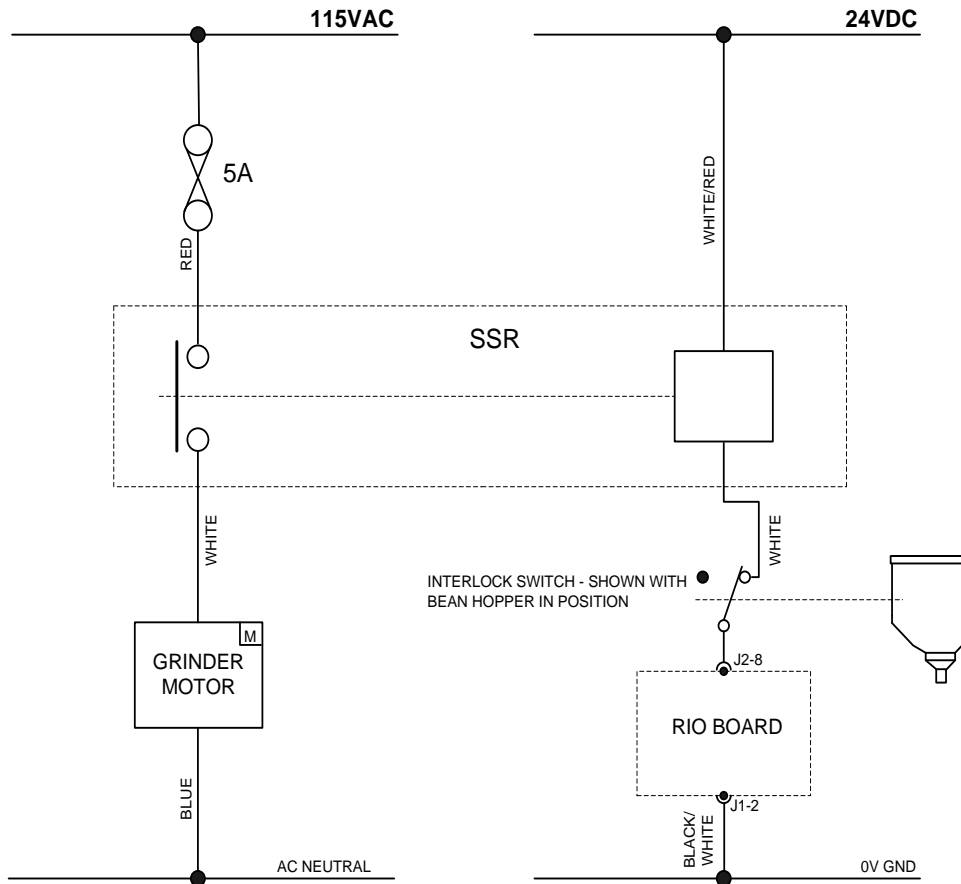 115VAC
24VDC
5A
RED
WHITE/RED
SSR
WHITE
WHITE
INTERLOCK SWITCH - SHOWN WITH
BEAN HOPPER IN POSITION
M
GRINDER
MOTOR
J2-8
RIO BOARD
J1-2
BLUE
BLACK/
WHITE
AC NEUTRAL
0V GND